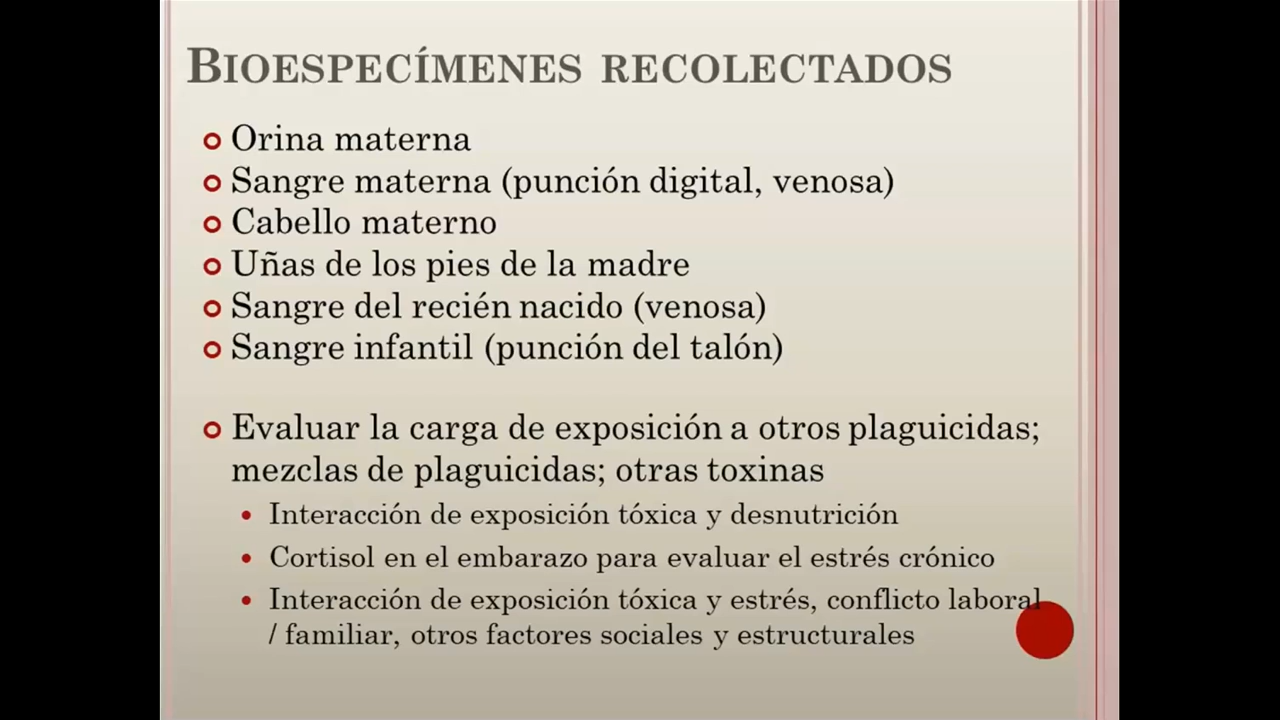 BIOESPECÍMENES RECOLECTADOS
Orina materna
Sangre materna (punción digital, venosa)
Cabello materno
Uñas de los pies de la madre
Sangre del recién nacido (venosa)
Sangre infantil (punción del talón)
Evaluar la carga de exposición a otros plaguicidas;
mezclas de plaguicidas; otras toxinas
Interacción de exposición tóxica y desnutrición
Cortisol en el embarazo para evaluar el estrés crónico
Interacción de exposición tóxica y estrés, conflicto laboral
/ familiar, otros factores sociales y estructurales